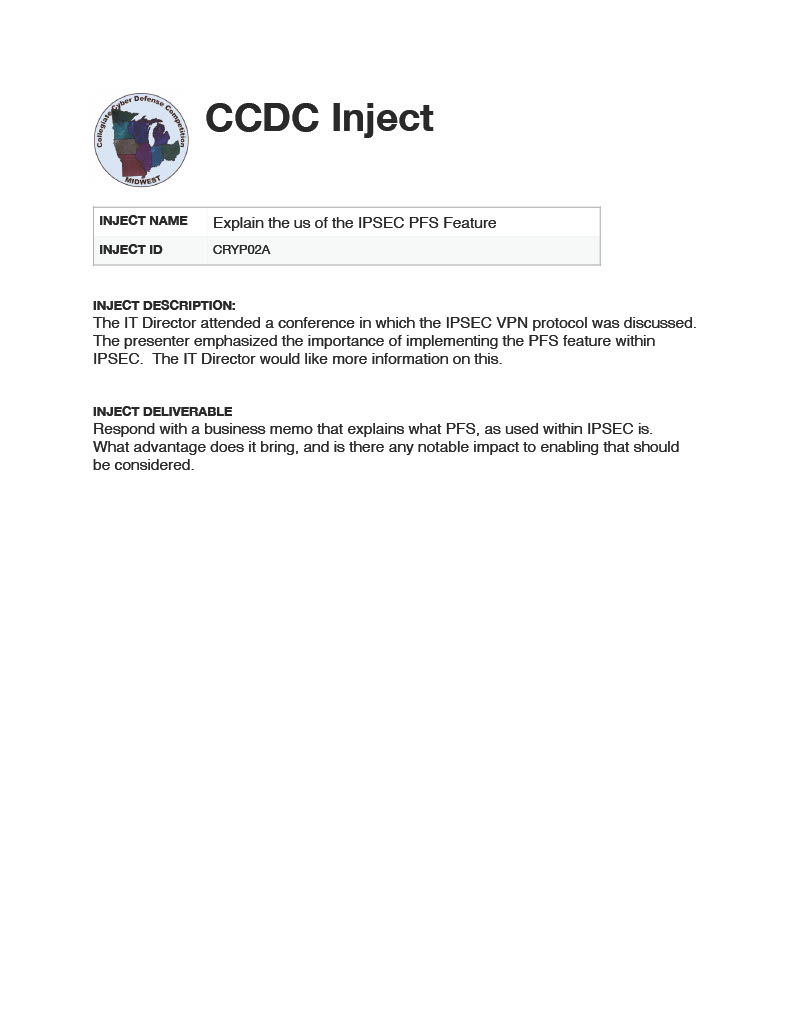 Collegiate Cyber Defense Competition
MIDWEST
CCDC Inject
INJECT NAME Explain the us of the IPSEC PFS Feature
INJECT ID CRYP02A
INJECT DESCRIPTION:
The IT Director attended a conference in which the IPSEC VPN protocol was discussed.
The presenter emphasized the importance of implementing the PFS feature within
IPSEC. The IT Director would like more information on this.
INJECT DELIVERABLE
Respond with a business memo that explains what PFS, as used within IPSEC is.
What advantage does it bring, and is there any notable impact to enabling that should
be considered.